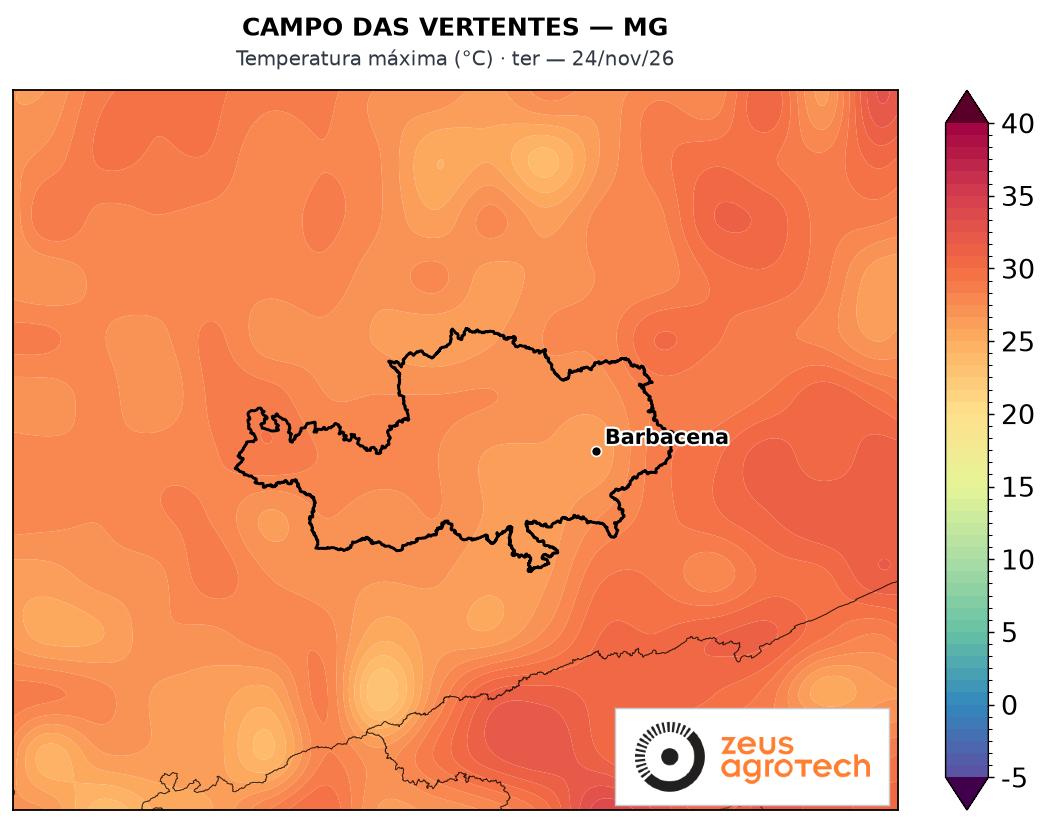 CAMPO DAS VERTENTES — MG
Temperatura máxima (°C) · ter — 24/nov/26
40
35
30
25
20
15
10
5
0
-5
Barbacena
zeus
agrotech